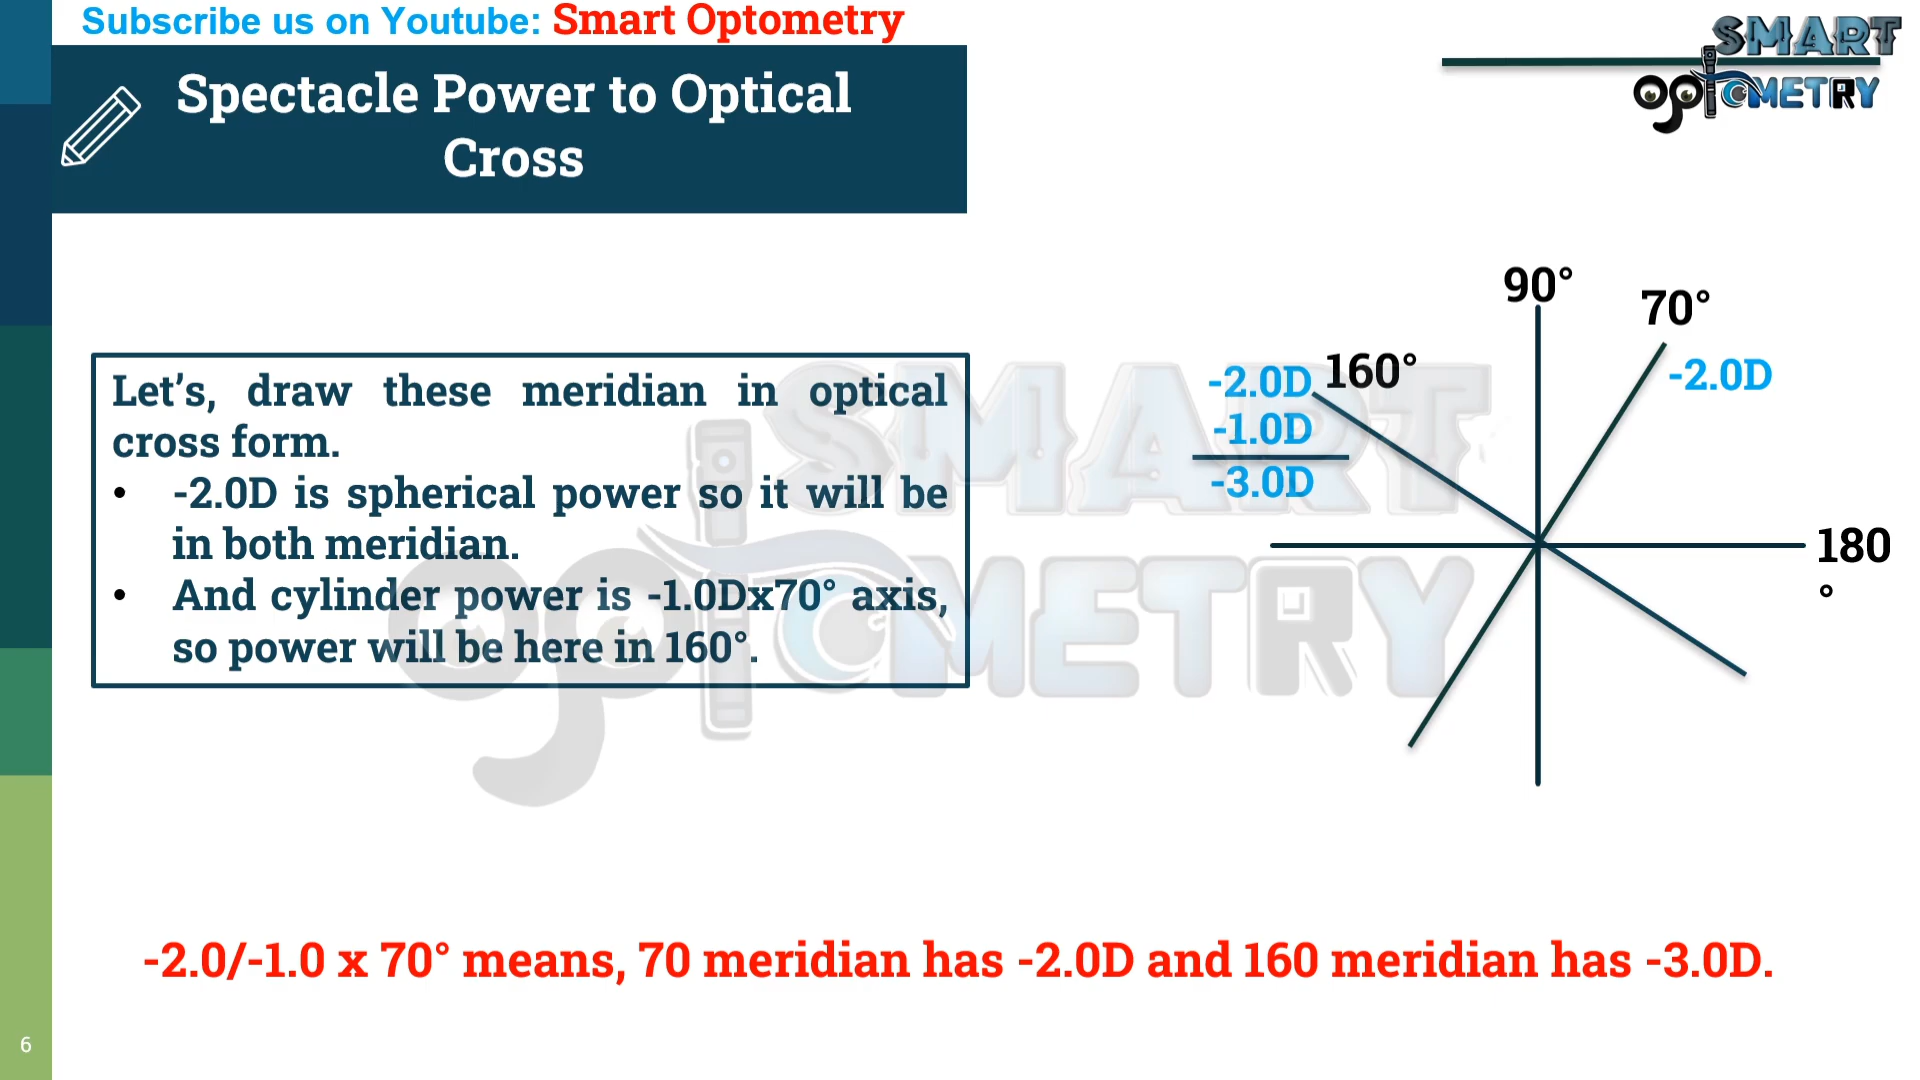 Subscribe us on Youtube: Smart Optometry
SMART
OPTOMETRY
Spectacle Power to Optical
Cross
90°
70°
-2.0D
160°
-2.0D
-1.0D
-3.0D
180
°
Let’s, draw these meridian in optical
cross form.
• -2.0D is spherical power so it will be
in both meridian.
• And cylinder power is -1.0Dx70° axis,
so power will be here in 160°.
SMART
OPTOMETRY
-2.0/-1.0 x 70° means, 70 meridian has -2.0D and 160 meridian has -3.0D.
6